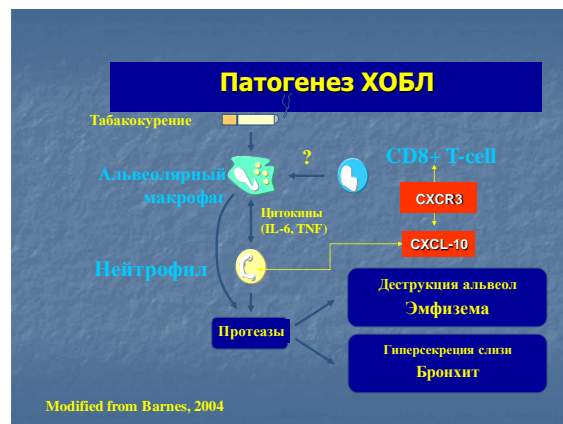 Патогенез ХОБЛ
Табакокурение
?
CD8+ T-cell
Альвеолярный
макрофаг
CXCR3
Цитокины
(IL-6, TNF)
CXCL-10
Нейтрофил
Деструкция альвеол
Эмфизема
Протеазы
Гиперсекреция слизи
Бронхит
Modified from Barnes, 2004